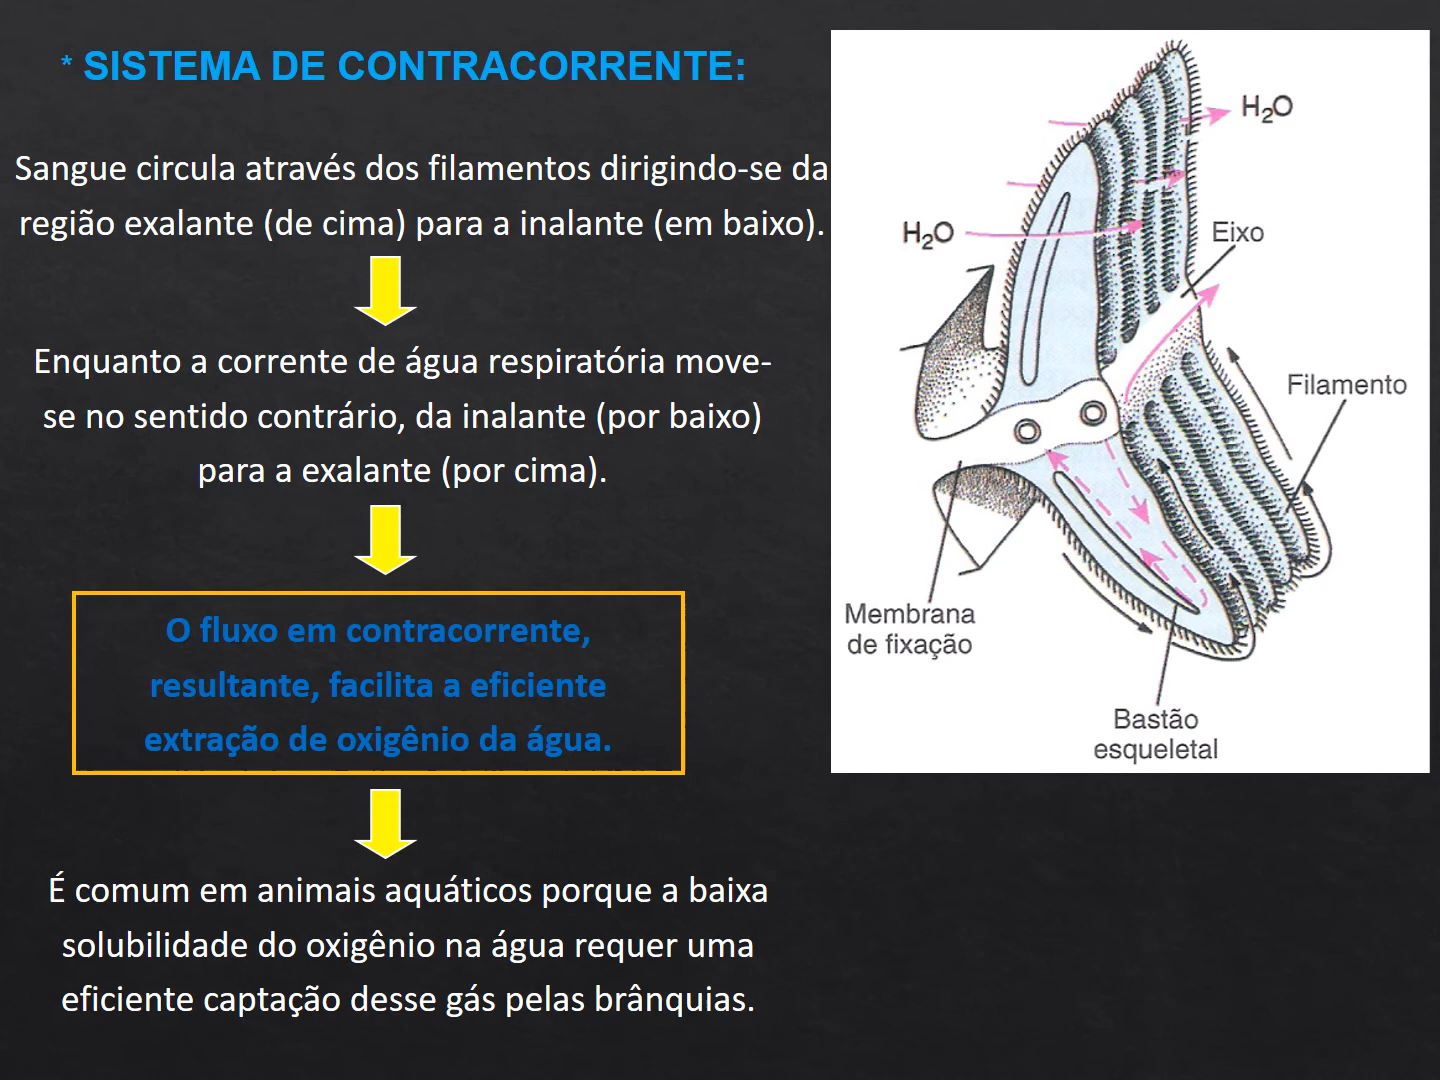 * SISTEMA DE CONTRACORRENTE:
Sangue circula através dos filamentos dirigindo-se da
região exalante (de cima) para a inalante (em baixo).
Enquanto a corrente de água respiratória move-
se no sentido contrário, da inalante (por baixo)
para a exalante (por cima).
O fluxo em contracorrente,
resultante, facilita a eficiente
extração de oxigênio da água.
É comum em animais aquáticos porque a baixa
solubilidade do oxigênio na água requer uma
eficiente captação desse gás pelas brânquias.
H₂O
H₂O
Eixo
Filamento
Membrana
de fixação
Bastão
esqueletal